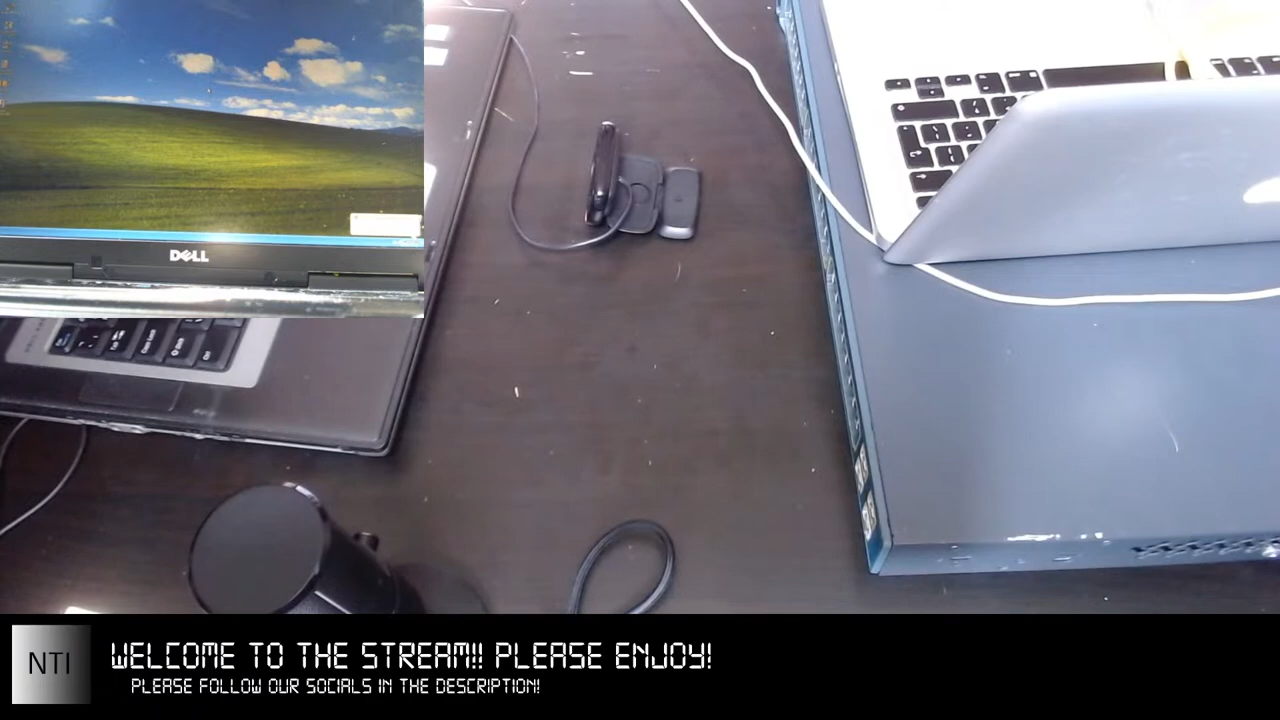 DELL
NTI
WELCOME TO THE STREAM!! PLEASE ENJOY!
PLEASE FOLLOW OUR SOCIALS IN THE DESCRIPTION!